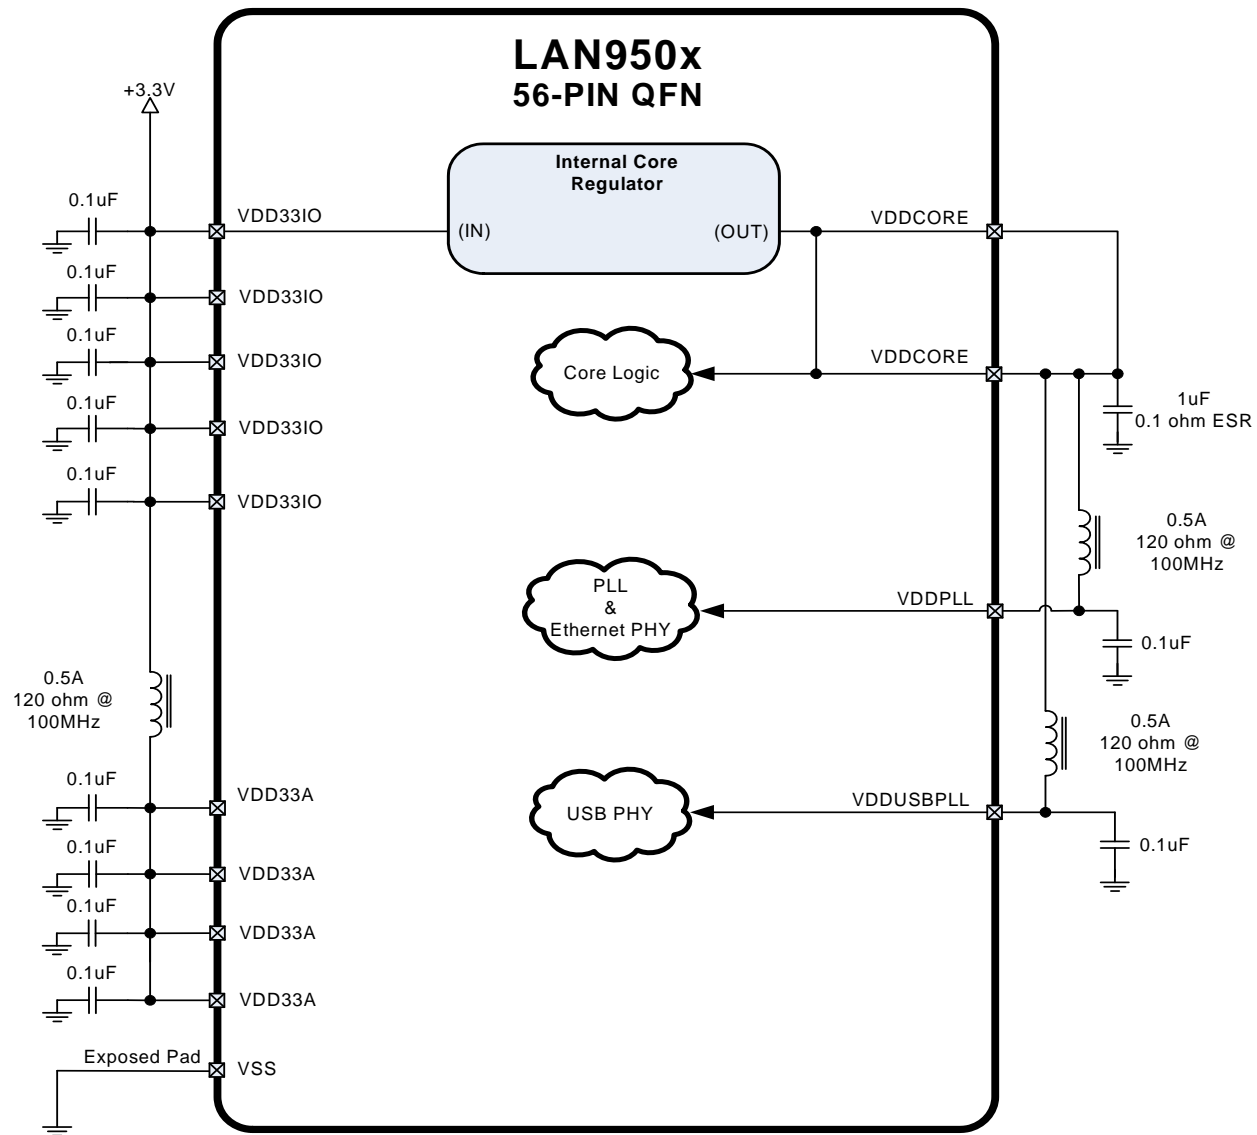 LAN950x
56-PIN QFN
+3.3V
Internal Core
Regulator
(IN)
(OUT)
0.1uF
VDD33IO
VDDCORE
0.1uF
VDD33IO
0.1uF
VDD33IO
Core Logic
VDDCORE
1uF
0.1 ohm ESR
0.1uF
VDD33IO
0.1uF
VDD33IO
0.5A
120 ohm @
100MHz
PLL
&
Ethernet PHY
VDDPLL
0.1uF
0.5A
120 ohm @
100MHz
0.5A
120 ohm @
100MHz
0.1uF
VDD33A
USB PHY
VDDUSBPLL
0.1uF
0.1uF
VDD33A
0.1uF
VDD33A
0.1uF
VDD33A
Exposed Pad
VSS